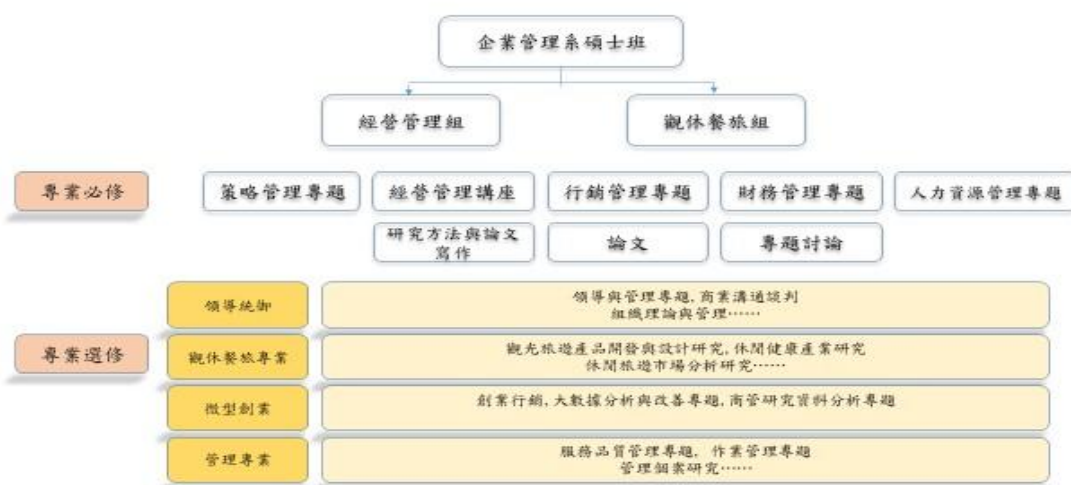 企業管理系碩士班
經營管理組
觀休餐旅組
專業必修
策略管理專題
經營管理講座
行銷管理專題
財務管理專題
人力資源管理專題
研究方法與論文
寫作
論文
專題討論
專業選修
領導統御
領導與管理專題,商業溝通談判
組織理論與管理⋯⋯
觀休餐旅專業
觀光旅遊產品開發與設計研究,休閒健康產業研究
休閒旅遊市場分析研究⋯⋯
微型創業
創業行銷,大數據分析與改善專題,商管研究資料分析專題
管理專業
服務品質管理專題, 作業管理專題
管理個案研究⋯⋯